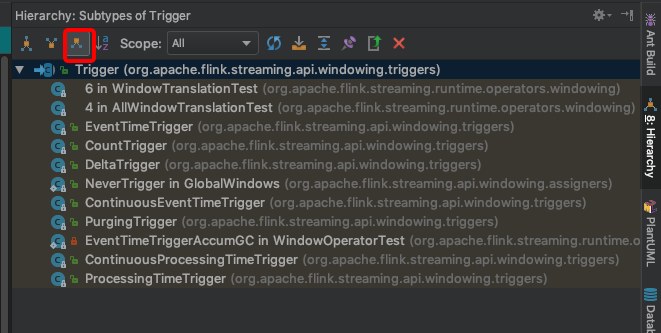 Hierarchy: Subtypes of Trigger
Scope: All
Trigger (org.apache.flink.streaming.api.windowing.triggers)
6 in WindowTranslationTest (org.apache.flink.streaming.runtime.operators.windowing)
4 in AllWindowTranslationTest (org.apache.flink.streaming.runtime.operators.windowing)
EventTimeTrigger (org.apache.flink.streaming.api.windowing.triggers)
CountTrigger (org.apache.flink.streaming.api.windowing.triggers)
DeltaTrigger (org.apache.flink.streaming.api.windowing.triggers)
NeverTrigger in GlobalWindows (org.apache.flink.streaming.api.windowing.assigners)
ContinuousEventTimeTrigger (org.apache.flink.streaming.api.windowing.triggers)
PurgingTrigger (org.apache.flink.streaming.api.windowing.triggers)
EventTimeTriggerAccumGC in WindowOperatorTest (org.apache.flink.streaming.runtime.o
ContinuousProcessingTimeTrigger (org.apache.flink.streaming.api.windowing.triggers)
ProcessingTimeTrigger (org.apache.flink.streaming.api.windowing.triggers)
Ant Build
8: Hierarchy
PlantUML
Datab